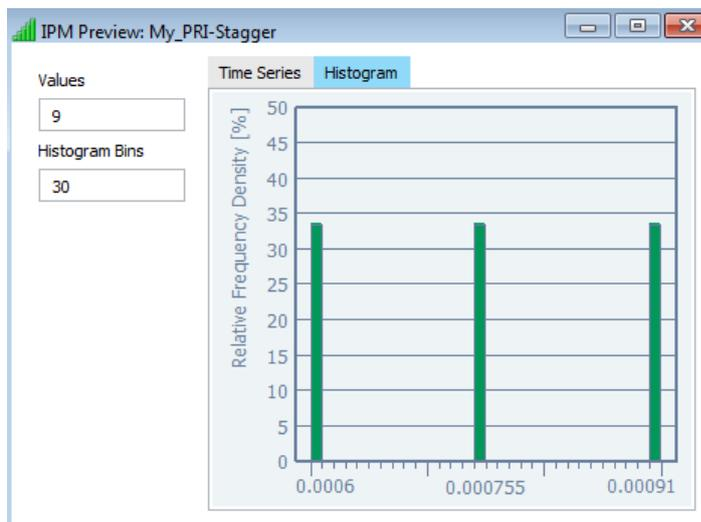 IPM Preview: My_PRI-Stagger
Values
9
Histogram Bins
30
Time Series
Histogram
Relative Frequency Density [%]
50
45
40
35
30
25
20
15
10
5
0
0.0006
0.000755
0.00091